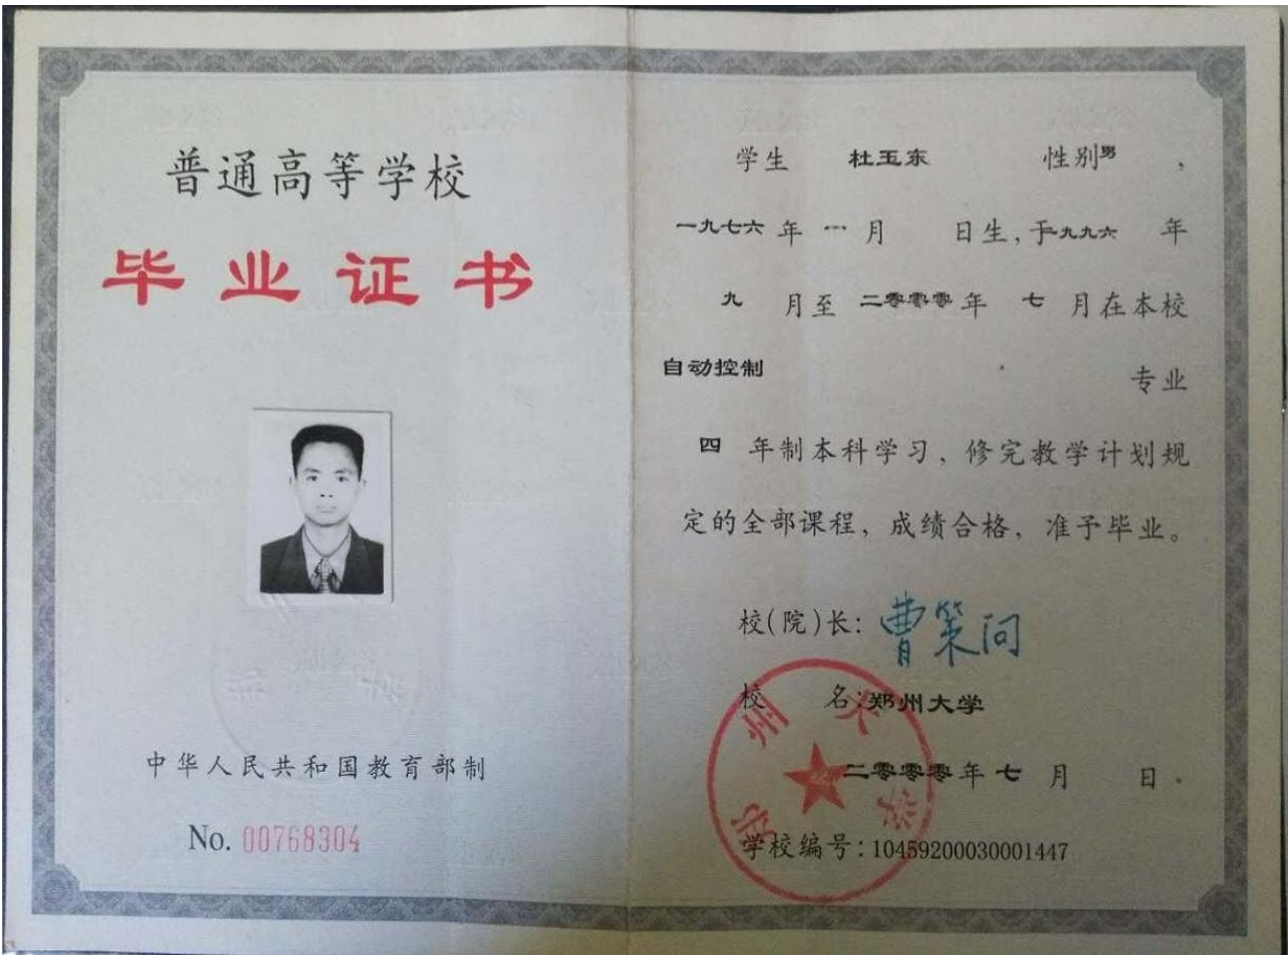 普通高等学校
毕业证书
中华人民共和国教育部制
No. 00768304
学生 杜玉东 性别男,
一九七六年 一 月 日生,于一九九六 年
九 月至 二零零零年 七 月在本校
自动控制 专业
四 年制本科学习,修完教学计划规
定的全部课程,成绩合格,准予毕业。
校(院)长:曹策问
校 名:郑州大学
二零零零年 七 月 日
学校编号:10459200030001447
郑州大学